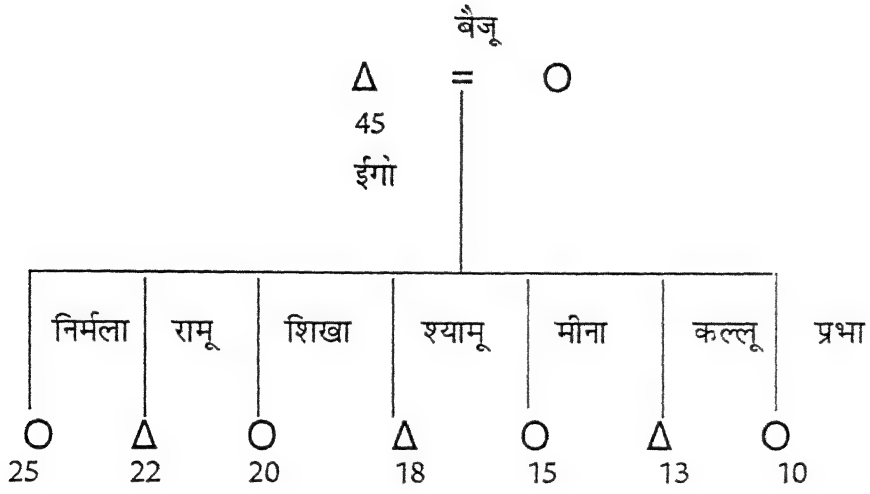 बैजू
Δ = O
45
ईगो
निर्मला रामू शिखा श्यामू मीना कल्लू प्रभा
O Δ O Δ O Δ O
25 22 20 18 15 13 10